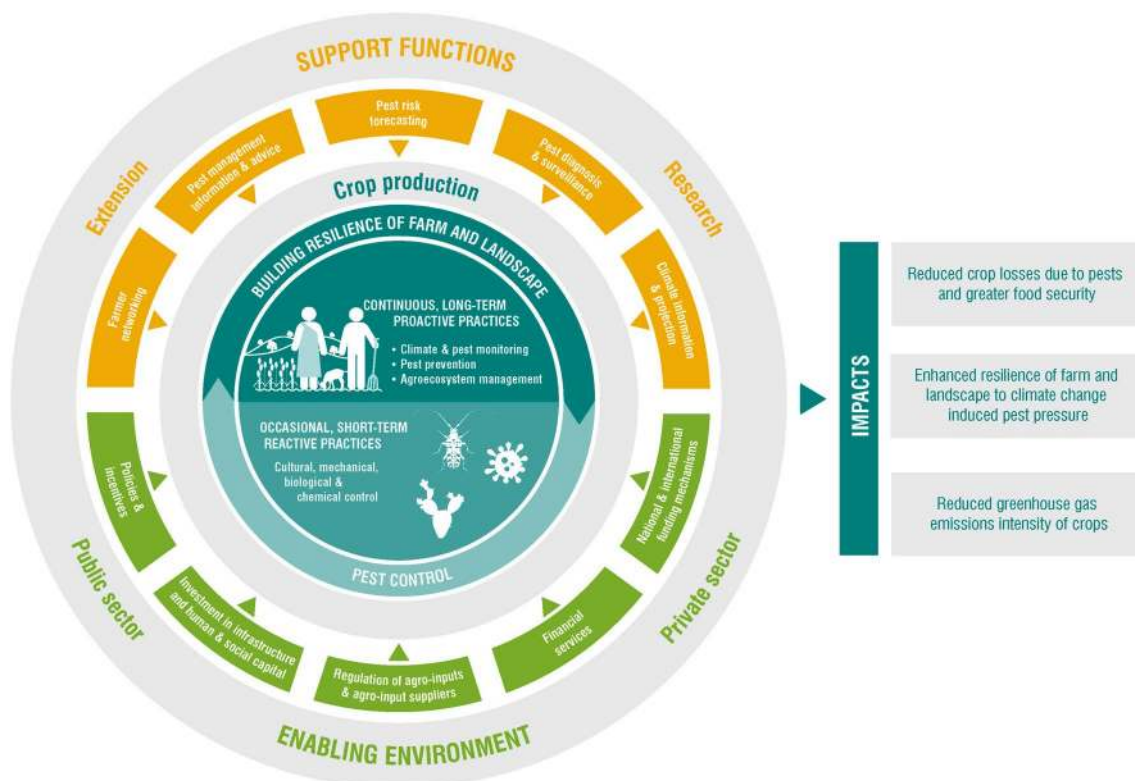 SUPPORT FUNCTIONS
Extension
Research
Farmer
networking
Pest management
information & advice
Pest risk
forecasting
Pest diagnosis
& surveillance
Climate information
& projection
Crop production
BUILDING RESILIENCE OF FARM AND LANDSCAPE
CONTINUOUS, LONG-TERM
PROACTIVE PRACTICES
• Climate & pest monitoring
• Pest prevention
• Agroecosystem management
OCCASIONAL, SHORT-TERM
REACTIVE PRACTICES
Cultural, mechanical,
biological &
chemical control
PEST CONTROL
Policies &
incentives
Investment in infrastructure
and human & social capital
Regulation of agro-inputs
& agro-input suppliers
Financial
services
National & international
funding mechanisms
Public sector
Private sector
ENABLING ENVIRONMENT
IMPACTS
Reduced crop losses due to pests
and greater food security
Enhanced resilience of farm and
landscape to climate change
induced pest pressure
Reduced greenhouse gas
emissions intensity of crops